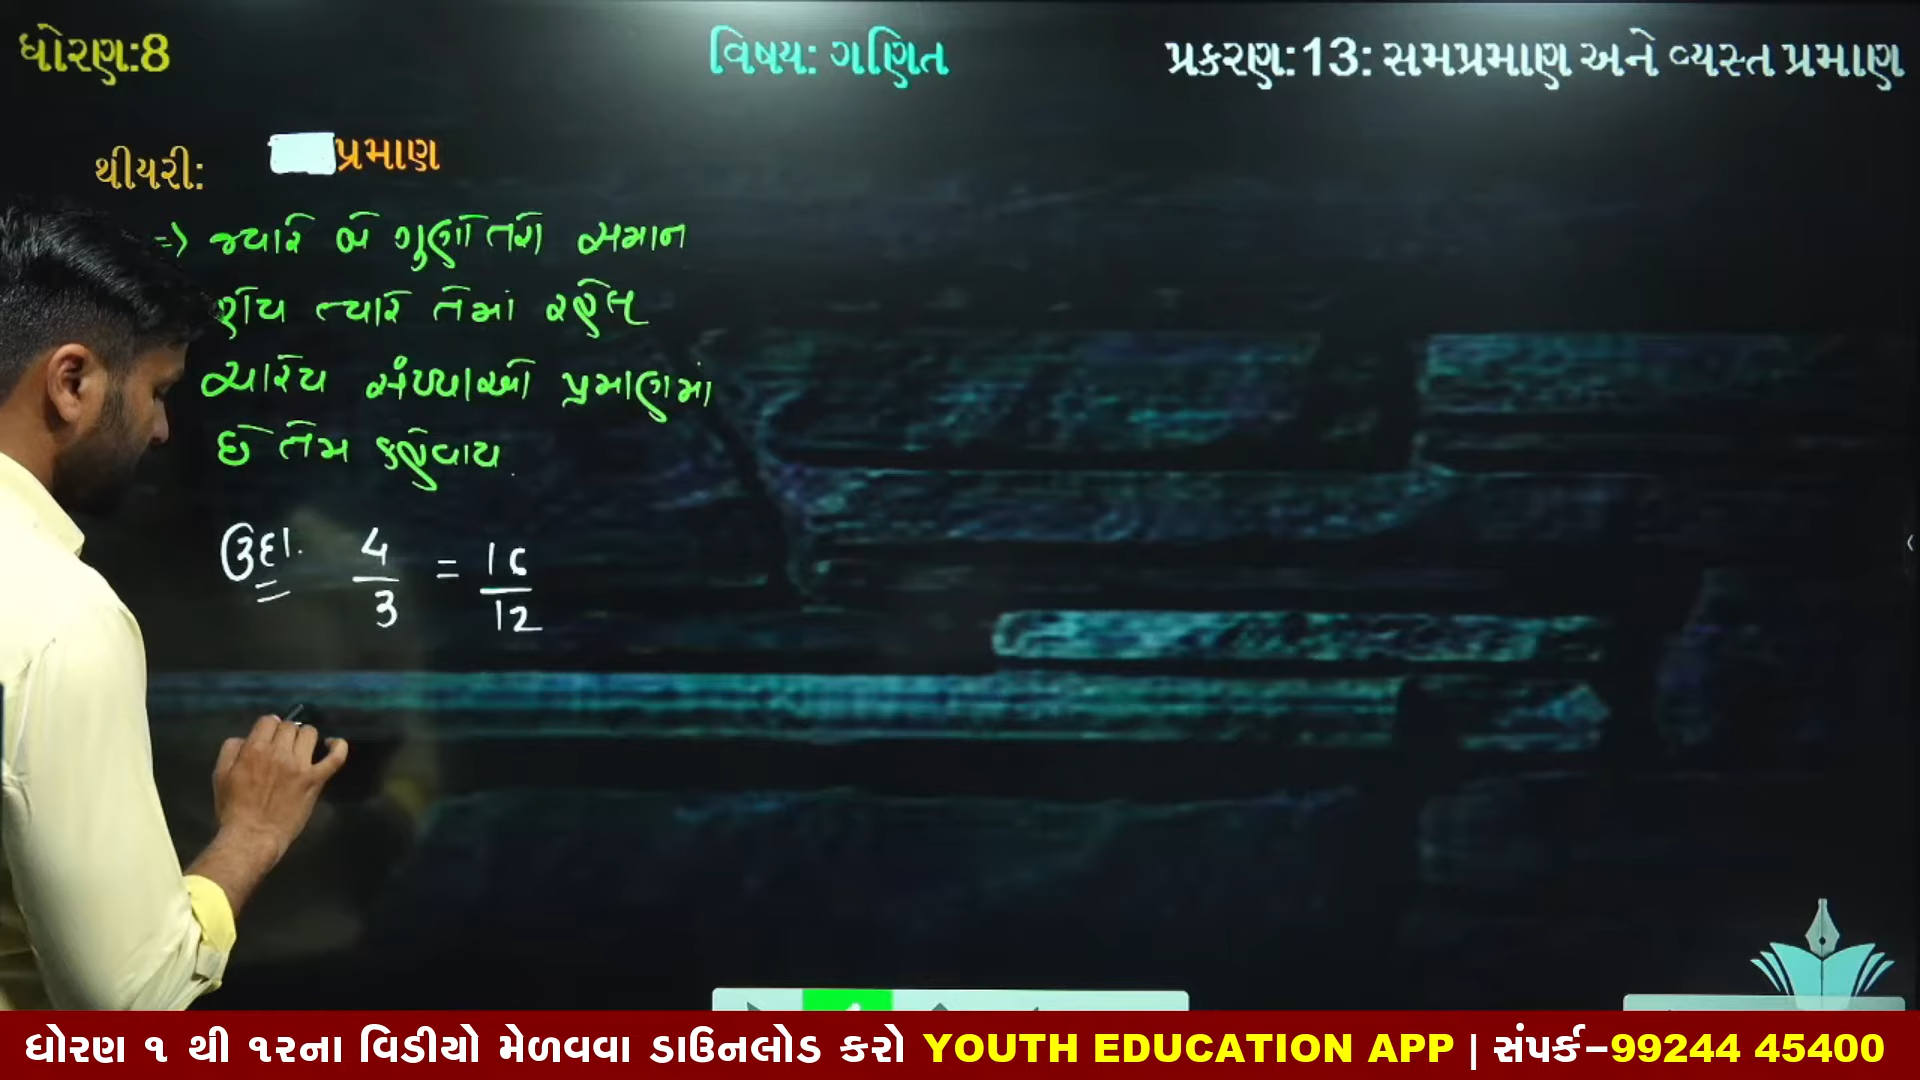 ધોરણ:8
વિષય: ગણિત
પ્રકરણ:13: સમપ્રમાણ અને વ્યસ્ત પ્રમાણ
થીયરી:
પ્રમાણ
=> જ્યારે બે ગુણોત્તરો સમાન
હોય ત્યારે તેમાં રહેલ
ચારેય સંખ્યાઓ પ્રમાણમાં
છે તેમ કહેવાય.
ઉદા. 4/3 = 16/12
ધોરણ ૧ થી ૧૨ના વિડીયો મેળવવા ડાઉનલોડ કરો YOUTH EDUCATION APP | સંપર્ક–99244 45400